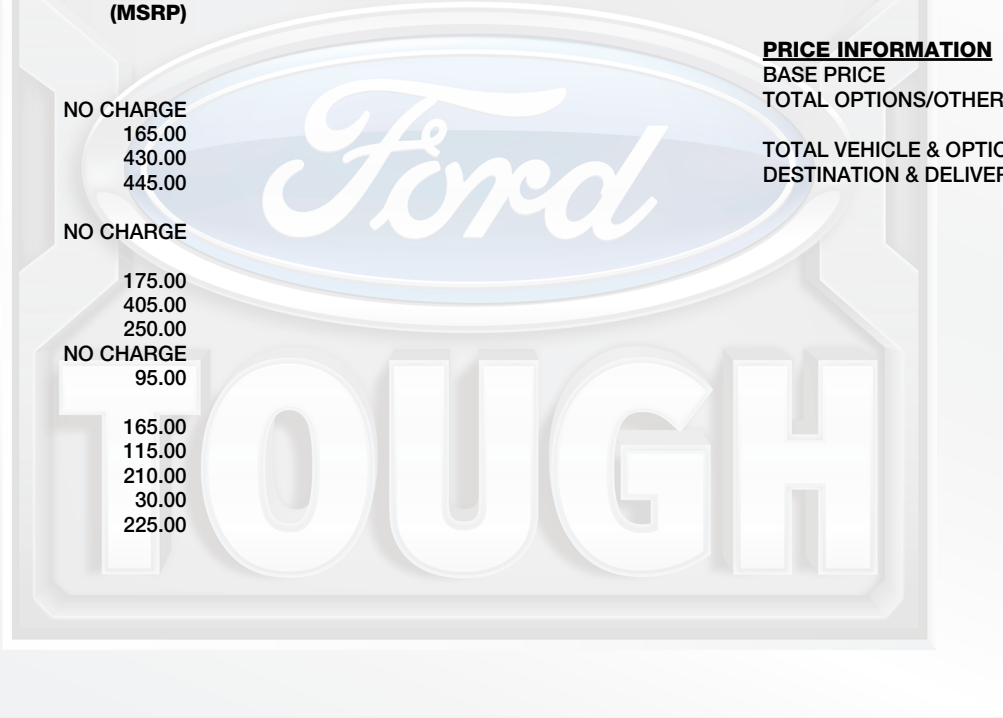 (MSRP)
NO CHARGE
165.00
430.00
445.00
NO CHARGE
175.00
405.00
250.00
NO CHARGE
95.00
165.00
115.00
210.00
30.00
225.00
PRICE INFORMATION
BASE PRICE
TOTAL OPTIONS/OTHER
TOTAL VEHICLE & OPTIO
DESTINATION & DELIVER
Ford
TOUGH